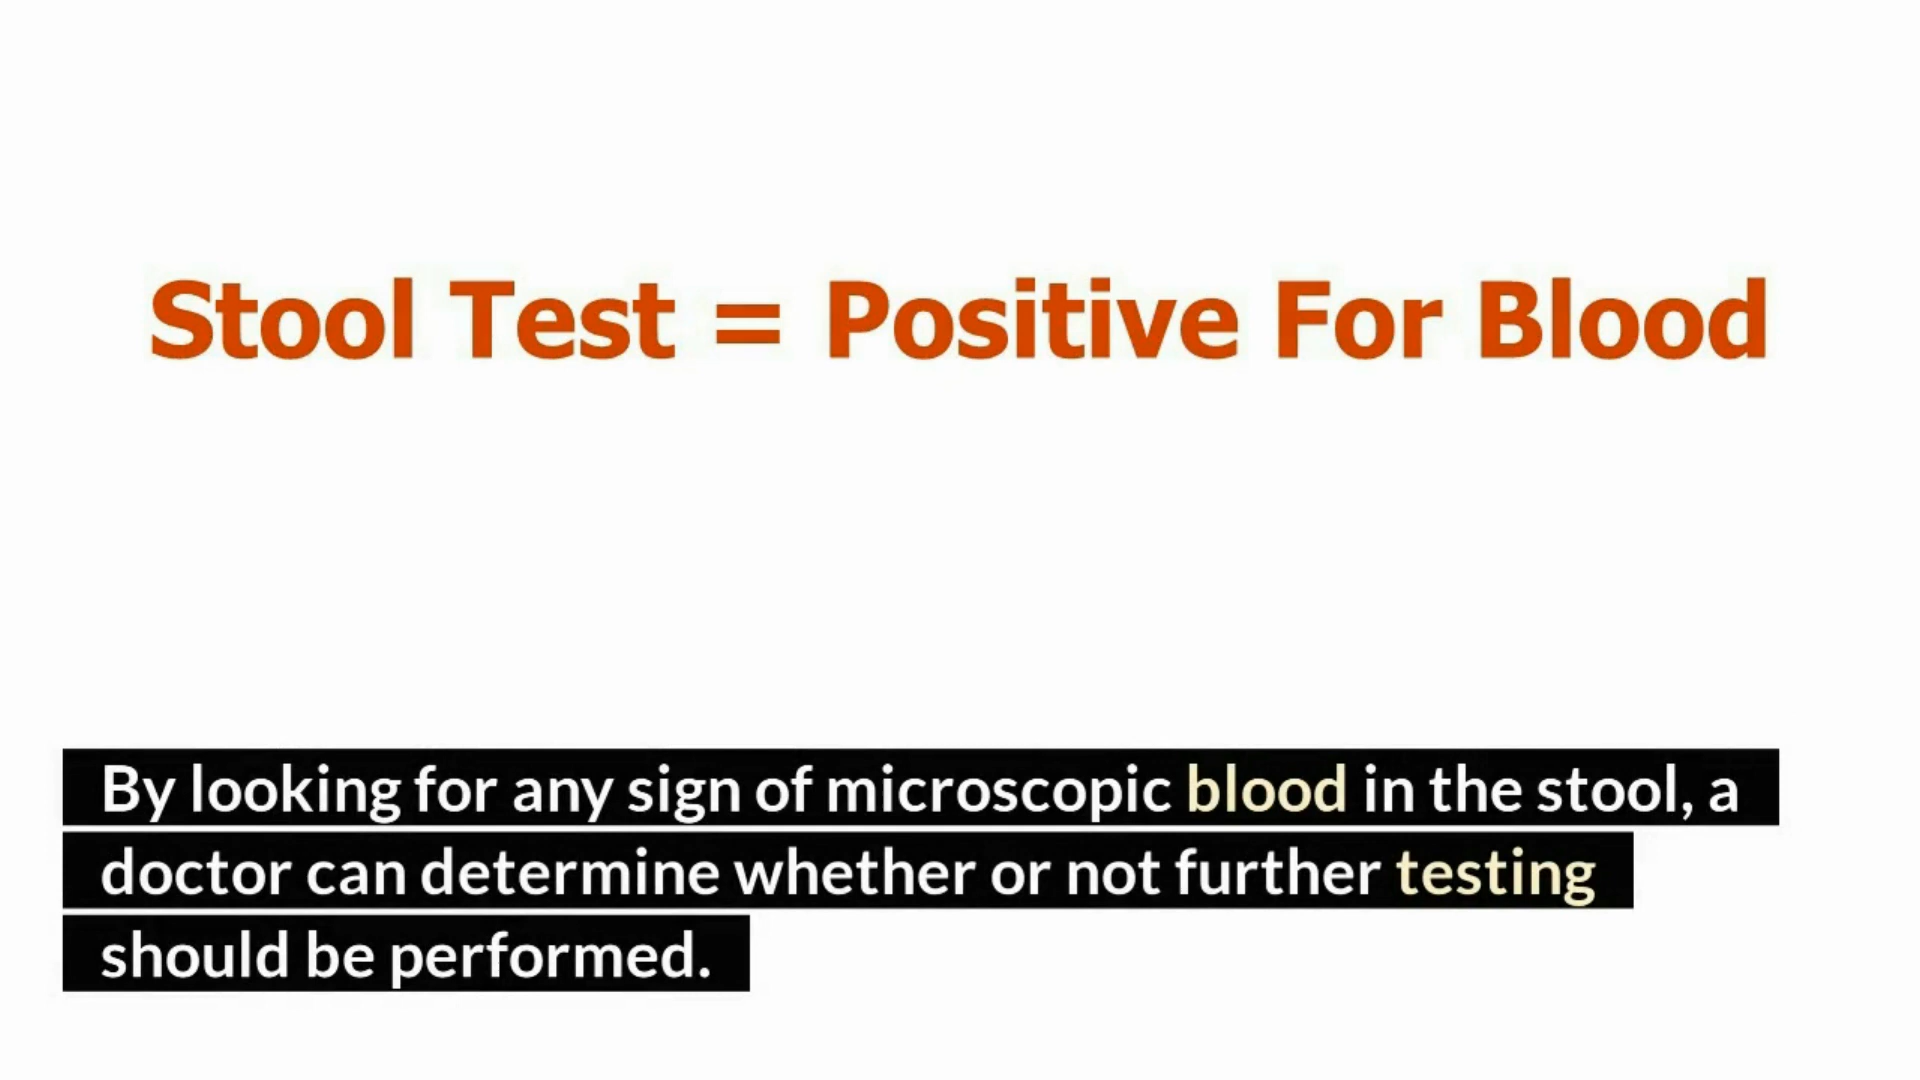 Stool Test = Positive For Blood
By looking for any sign of microscopic blood in the stool, a
doctor can determine whether or not further testing
should be performed.